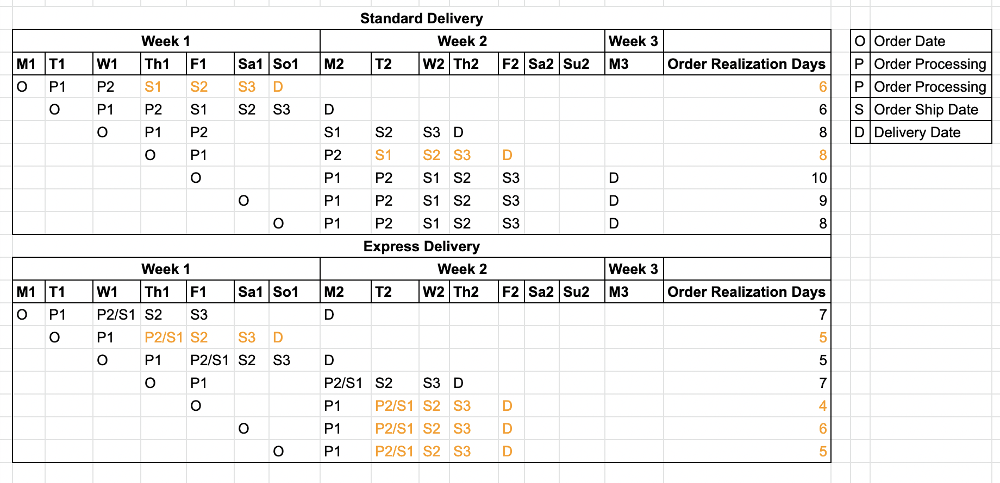 Standard Delivery
Week 1 Week 2 Week 3 O Order Date
M1 T1 W1 Th1 F1 Sa1 So1 M2 T2 W2 Th2 F2 Sa2 Su2 M3 Order Realization Days P Order Processing
O P1 P2 S1 S2 S3 D 6 P Order Processing
O P1 P2 S1 S2 S3 D 6 S Order Ship Date
O P1 P2 S1 S2 S3 D 8 D Delivery Date
O P1 P2 S1 S2 S3 D 8
O P1 P2 S1 S2 S3 D 10
O P1 P2 S1 S2 S3 D 9
O P1 P2 S1 S2 S3 D 8
Express Delivery
Week 1 Week 2 Week 3
M1 T1 W1 Th1 F1 Sa1 So1 M2 T2 W2 Th2 F2 Sa2 Su2 M3 Order Realization Days
O P1 P2/S1 S2 S3 D 7
O P1 P2/S1 S2 S3 D 5
O P1 P2/S1 S2 S3 D 5
O P1 P2/S1 S2 S3 D 7
O P1 P2/S1 S2 S3 D 4
O P1 P2/S1 S2 S3 D 6
O P1 P2/S1 S2 S3 D 5